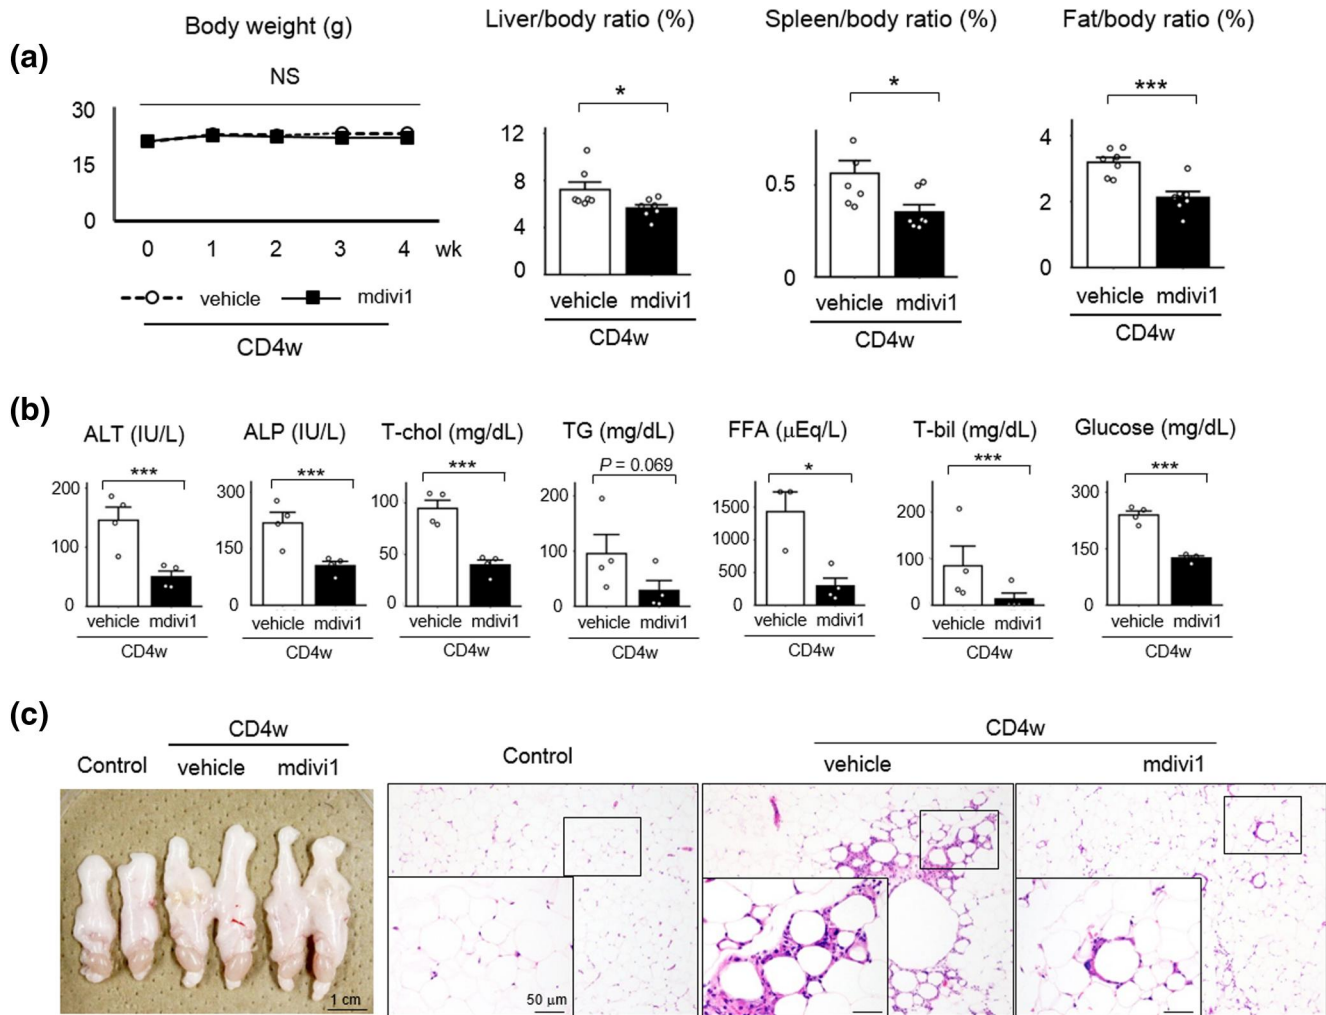 (a)
Body weight (g)
NS
30
15
0
0 1 2 3 4 wk
vehicle mdivi1
CD4w
Liver/body ratio (%)
*
12
8
4
0
vehicle mdivi1
CD4w
Spleen/body ratio (%)
*
0.5
0
vehicle mdivi1
CD4w
Fat/body ratio (%)
***
4
2
0
vehicle mdivi1
CD4w
(b)
ALT (IU/L)
***
200
100
0
vehicle mdivi1
CD4w
ALP (IU/L)
***
300
150
0
vehicle mdivi1
CD4w
T-chol (mg/dL)
***
100
50
0
vehicle mdivi1
CD4w
TG (mg/dL)
P = 0.069
200
100
0
vehicle mdivi1
CD4w
FFA (µEq/L)
*
1500
1000
500
0
vehicle mdivi1
CD4w
T-bil (mg/dL)
***
200
100
0
vehicle mdivi1
CD4w
Glucose (mg/dL)
***
300
150
0
vehicle mdivi1
CD4w
(c)
CD4w
Control vehicle mdivi1
1 cm
Control
CD4w
vehicle mdivi1
50 µm